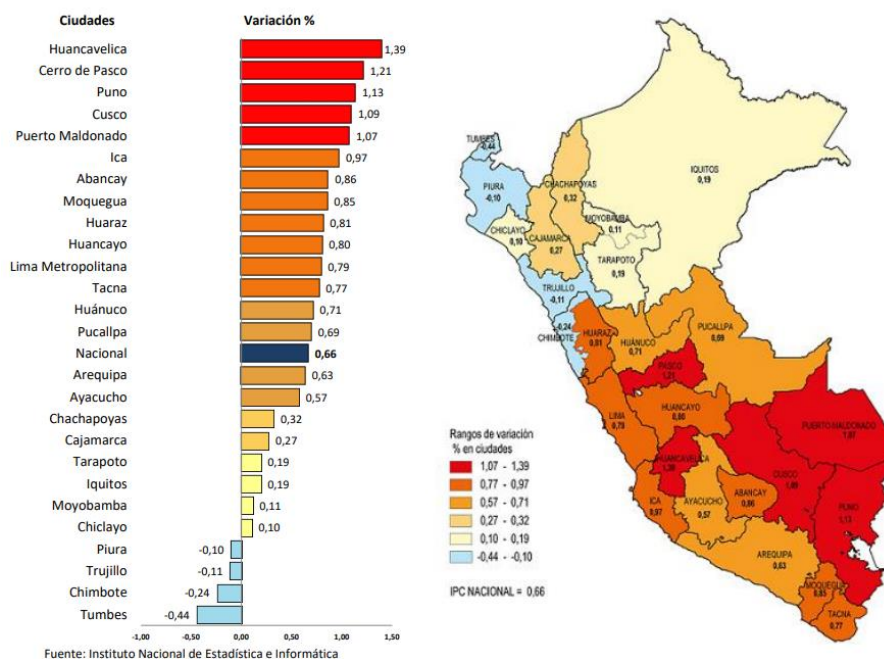 Ciudades Variación %
Huancavelica 1,39
Cerro de Pasco 1,21
Puno 1,13
Cusco 1,09
Puerto Maldonado 1,07
Ica 0,97
Abancay 0,86
Moquegua 0,85
Huaraz 0,81
Huancayo 0,80
Lima Metropolitana 0,79
Tacna 0,77
Huánuco 0,71
Pucallpa 0,69
Nacional 0,66
Arequipa 0,63
Ayacucho 0,57
Chachapoyas 0,32
Cajamarca 0,27
Tarapoto 0,19
Iquitos 0,19
Moyobamba 0,11
Chiclayo 0,10
Piura -0,10
Trujillo -0,11
Chimbote -0,24
Tumbes -0,44
-1,00 -0,50 0,00 0,50 1,00 1,50
Fuente: Instituto Nacional de Estadística e Informática
TUMBES
-0,44
PIURA
-0,10
CHACHAPOYAS
0,32
IQUITOS
0,19
MOYOBAMBA
0,11
CHICLAYO
0,10
CAJAMARCA
0,27
TARAPOTO
0,19
TRUJILLO
-0,11
-0,24
CHIMBOTE
HUARAZ
0,81
HUÁNUCO
0,71
PUCALLPA
0,69
PASCO
1,21
LIMA
0,79
HUANCAYO
0,80
PUERTO MALDONADO
1,07
HUANCAVELICA
1,39
CUSCO
1,09
ICA
0,97
AYACUCHO
0,57
ABANCAY
0,86
PUNO
1,13
AREQUIPA
0,63
MOQUEGUA
0,85
TACNA
0,77
Rangos de variación
% en ciudades
1,07 - 1,39
0,77 - 0,97
0,57 - 0,71
0,27 - 0,32
0,10 - 0,19
-0,44 - -0,10
IPC NACIONAL = 0,66